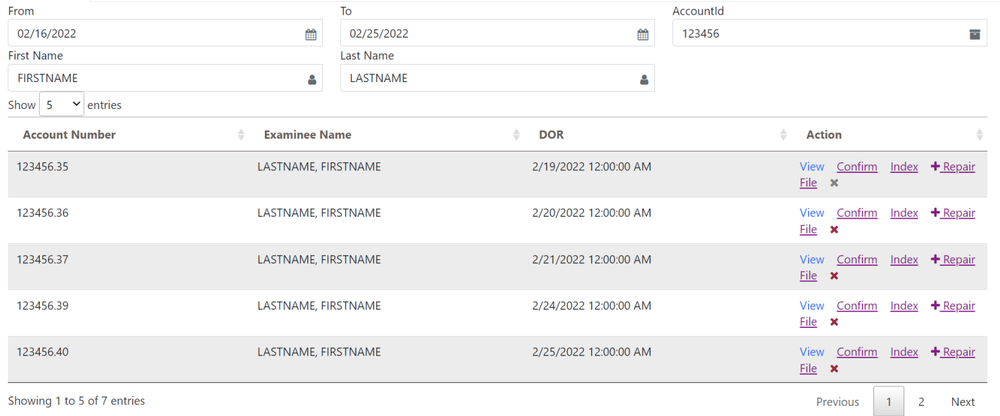 From To AccountId
02/16/2022 02/25/2022 123456
First Name Last Name
FIRSTNAME LASTNAME
Show 5 entries
Account Number Examinee Name DOR Action
123456.35 LASTNAME, FIRSTNAME 2/19/2022 12:00:00 AM View Confirm Index Repair
File
123456.36 LASTNAME, FIRSTNAME 2/20/2022 12:00:00 AM View Confirm Index Repair
File
123456.37 LASTNAME, FIRSTNAME 2/21/2022 12:00:00 AM View Confirm Index Repair
File
123456.39 LASTNAME, FIRSTNAME 2/24/2022 12:00:00 AM View Confirm Index Repair
File
123456.40 LASTNAME, FIRSTNAME 2/25/2022 12:00:00 AM View Confirm Index Repair
File
Showing 1 to 5 of 7 entries Previous 1 2 Next